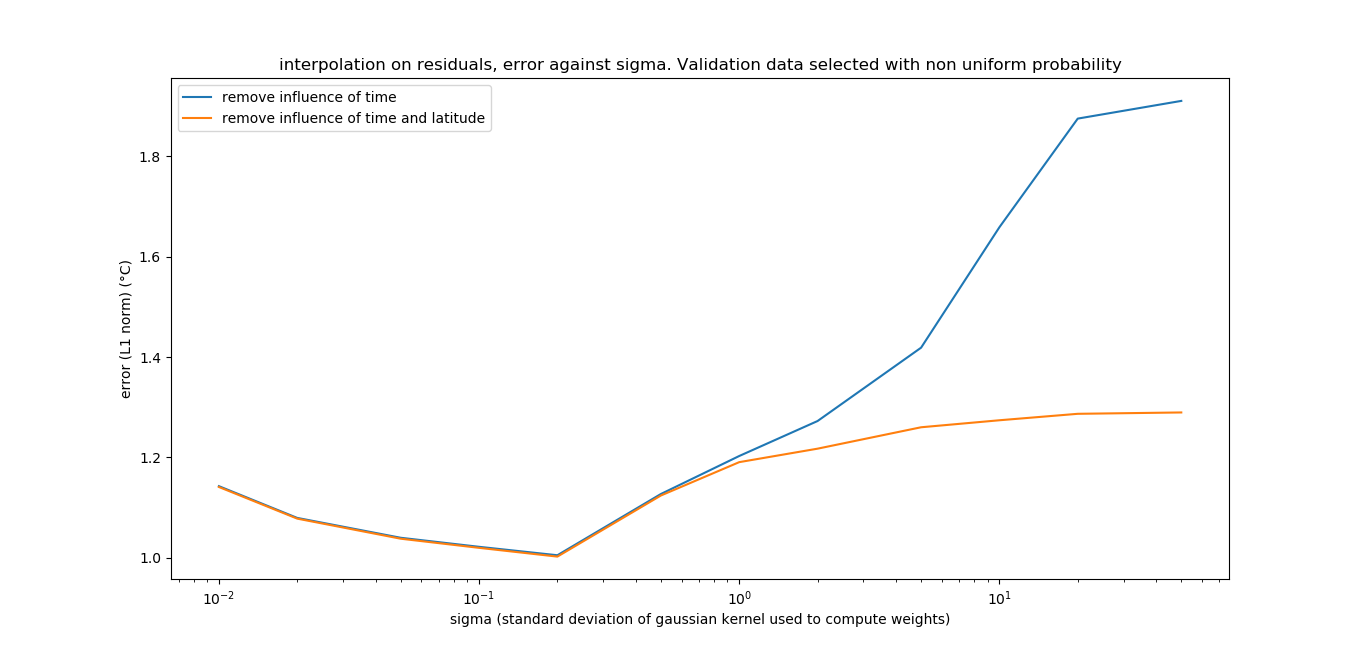 interpolation on residuals, error against sigma. Validation data selected with non uniform probability
remove influence of time
remove influence of time and latitude
error (L1 norm) (°C)
1.8
1.6
1.4
1.2
1.0
10⁻² 10⁻¹ 10⁰ 10¹
sigma (standard deviation of gaussian kernel used to compute weights)